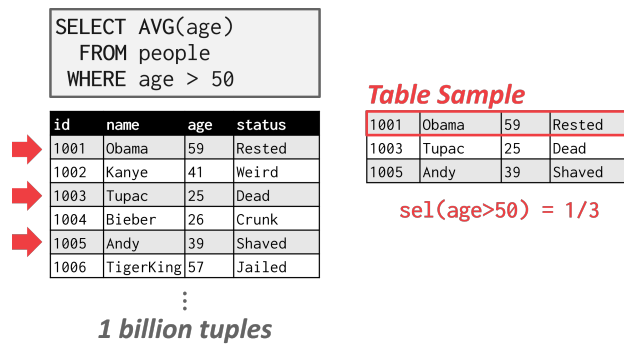 SELECT AVG(age)
FROM people
WHERE age > 50
id name age status
1001 Obama 59 Rested
1002 Kanye 41 Weird
1003 Tupac 25 Dead
1004 Bieber 26 Crunk
1005 Andy 39 Shaved
1006 TigerKing 57 Jailed
⋮
1 billion tuples
Table Sample
1001 Obama 59 Rested
1003 Tupac 25 Dead
1005 Andy 39 Shaved
sel(age>50) = 1/3